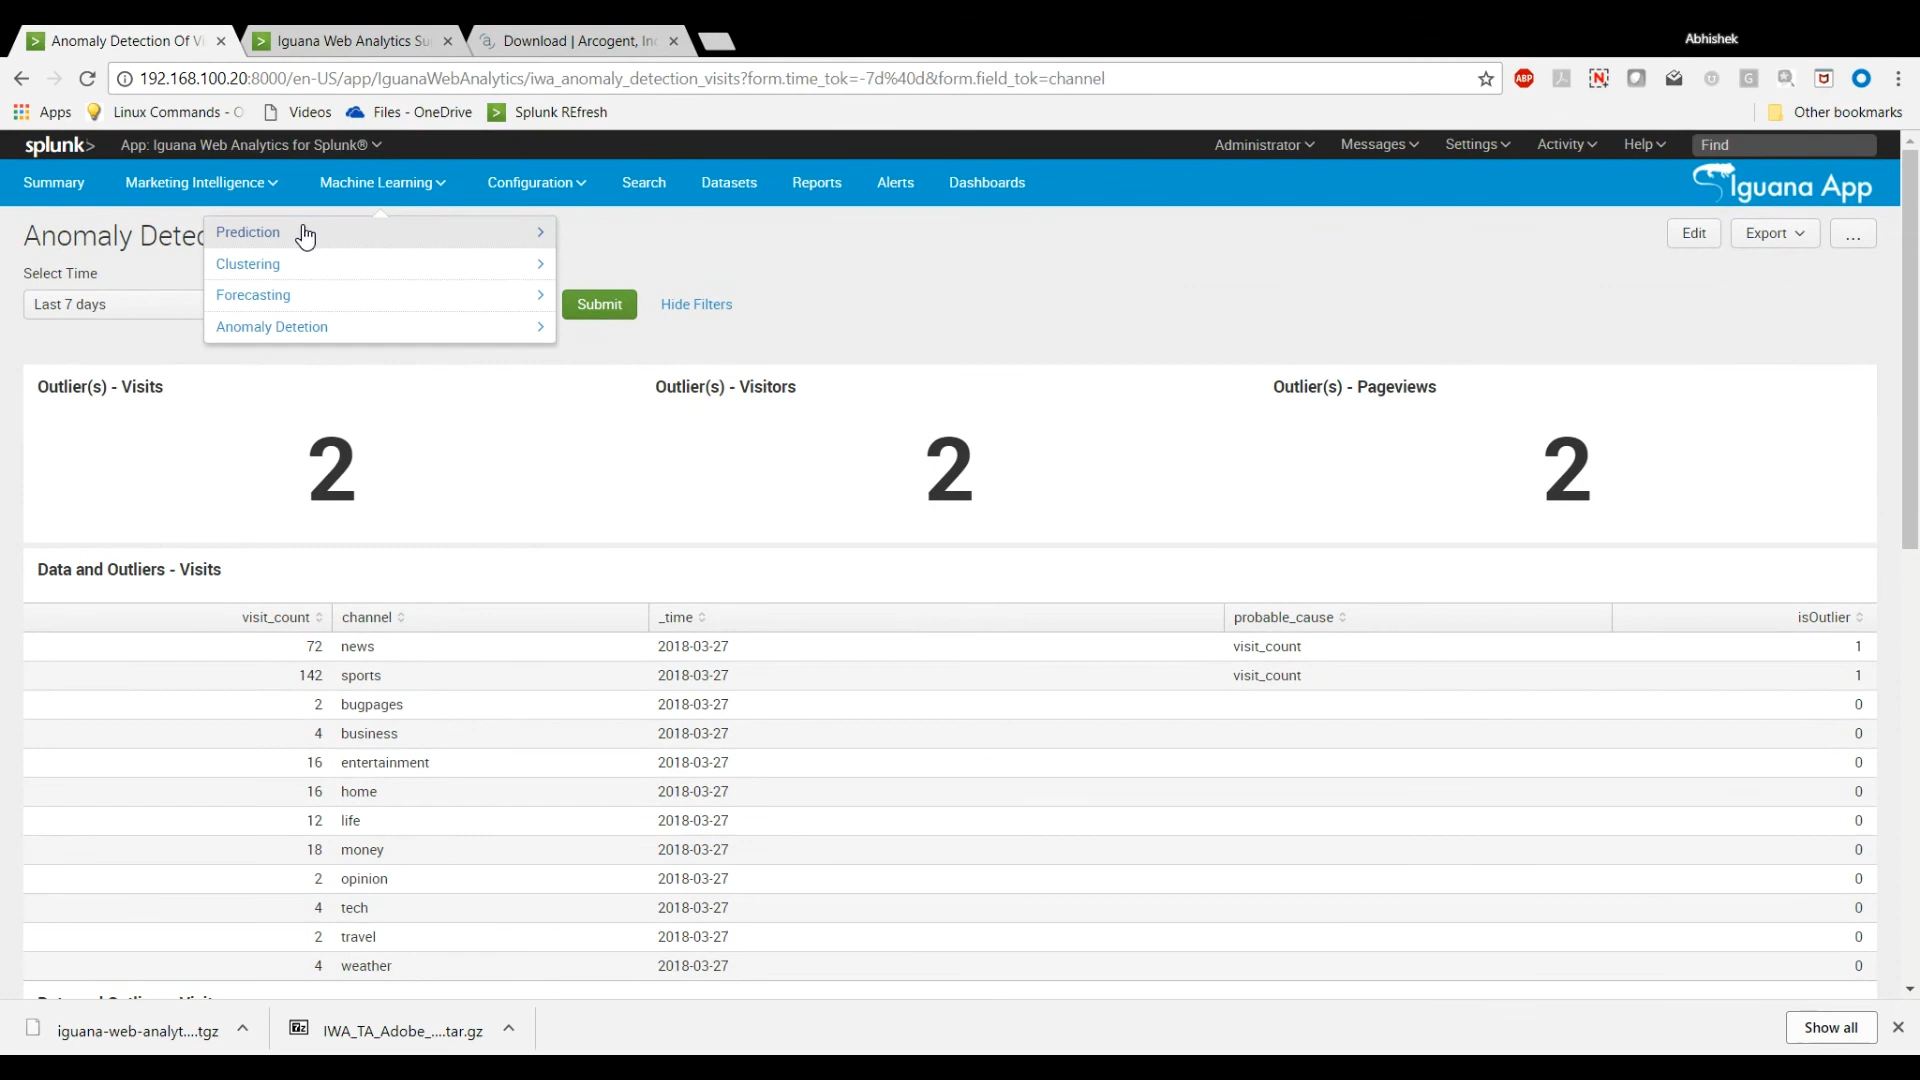 Abhishek
Anomaly Detection Of Vi
Iguana Web Analytics Su
Download | Arcogent, Inc
192.168.100.20:8000/en-US/app/IguanaWebAnalytics/iwa_anomaly_detection_visits?form.time_tok=-7d%40d&form.field_tok=channel
ABP
Apps
Linux Commands - O
Videos
Files - OneDrive
Splunk REfresh
Other bookmarks
splunk>
App: Iguana Web Analytics for Splunk®
Administrator
Messages
Settings
Activity
Help
Find
Summary
Marketing Intelligence
Machine Learning
Configuration
Search
Datasets
Reports
Alerts
Dashboards
Iguana App
Anomaly Detec
Prediction
Clustering
Forecasting
Anomaly Detetion
Edit
Export
...
Select Time
Last 7 days
Submit
Hide Filters
Outlier(s) - Visits
Outlier(s) - Visitors
Outlier(s) - Pageviews
2
2
2
Data and Outliers - Visits
visit_count channel _time probable_cause isOutlier
72 news 2018-03-27 visit_count 1
142 sports 2018-03-27 visit_count 1
2 bugpages 2018-03-27 0
4 business 2018-03-27 0
16 entertainment 2018-03-27 0
16 home 2018-03-27 0
12 life 2018-03-27 0
18 money 2018-03-27 0
2 opinion 2018-03-27 0
4 tech 2018-03-27 0
2 travel 2018-03-27 0
4 weather 2018-03-27 0
iguana-web-analyt....tgz
7z
IWA_TA_Adobe_....tar.gz
Show all